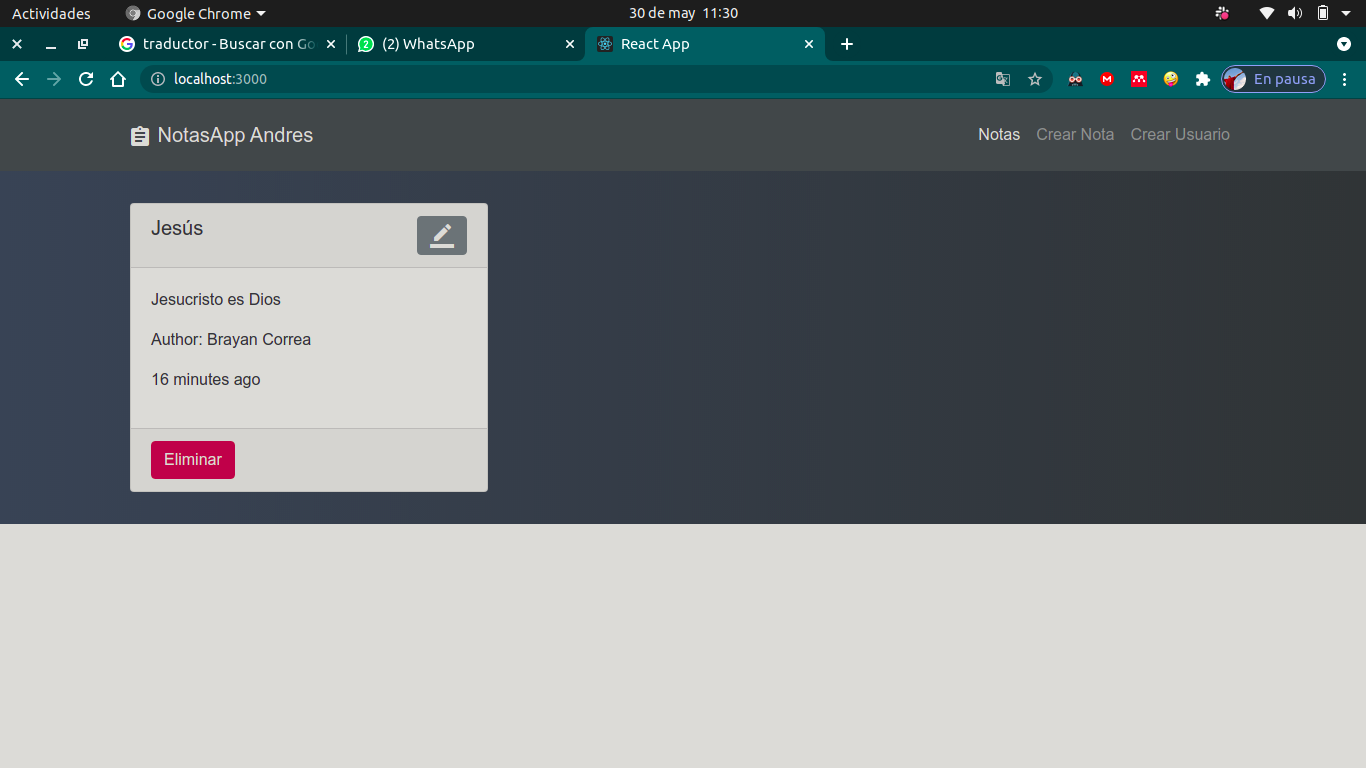 Actividades Google Chrome 30 de may 11:30
traductor - Buscar con Go (2) WhatsApp React App
localhost:3000 En pausa
NotasApp Andres Notas Crear Nota Crear Usuario
Jesús
Jesucristo es Dios
Author: Brayan Correa
16 minutes ago
Eliminar